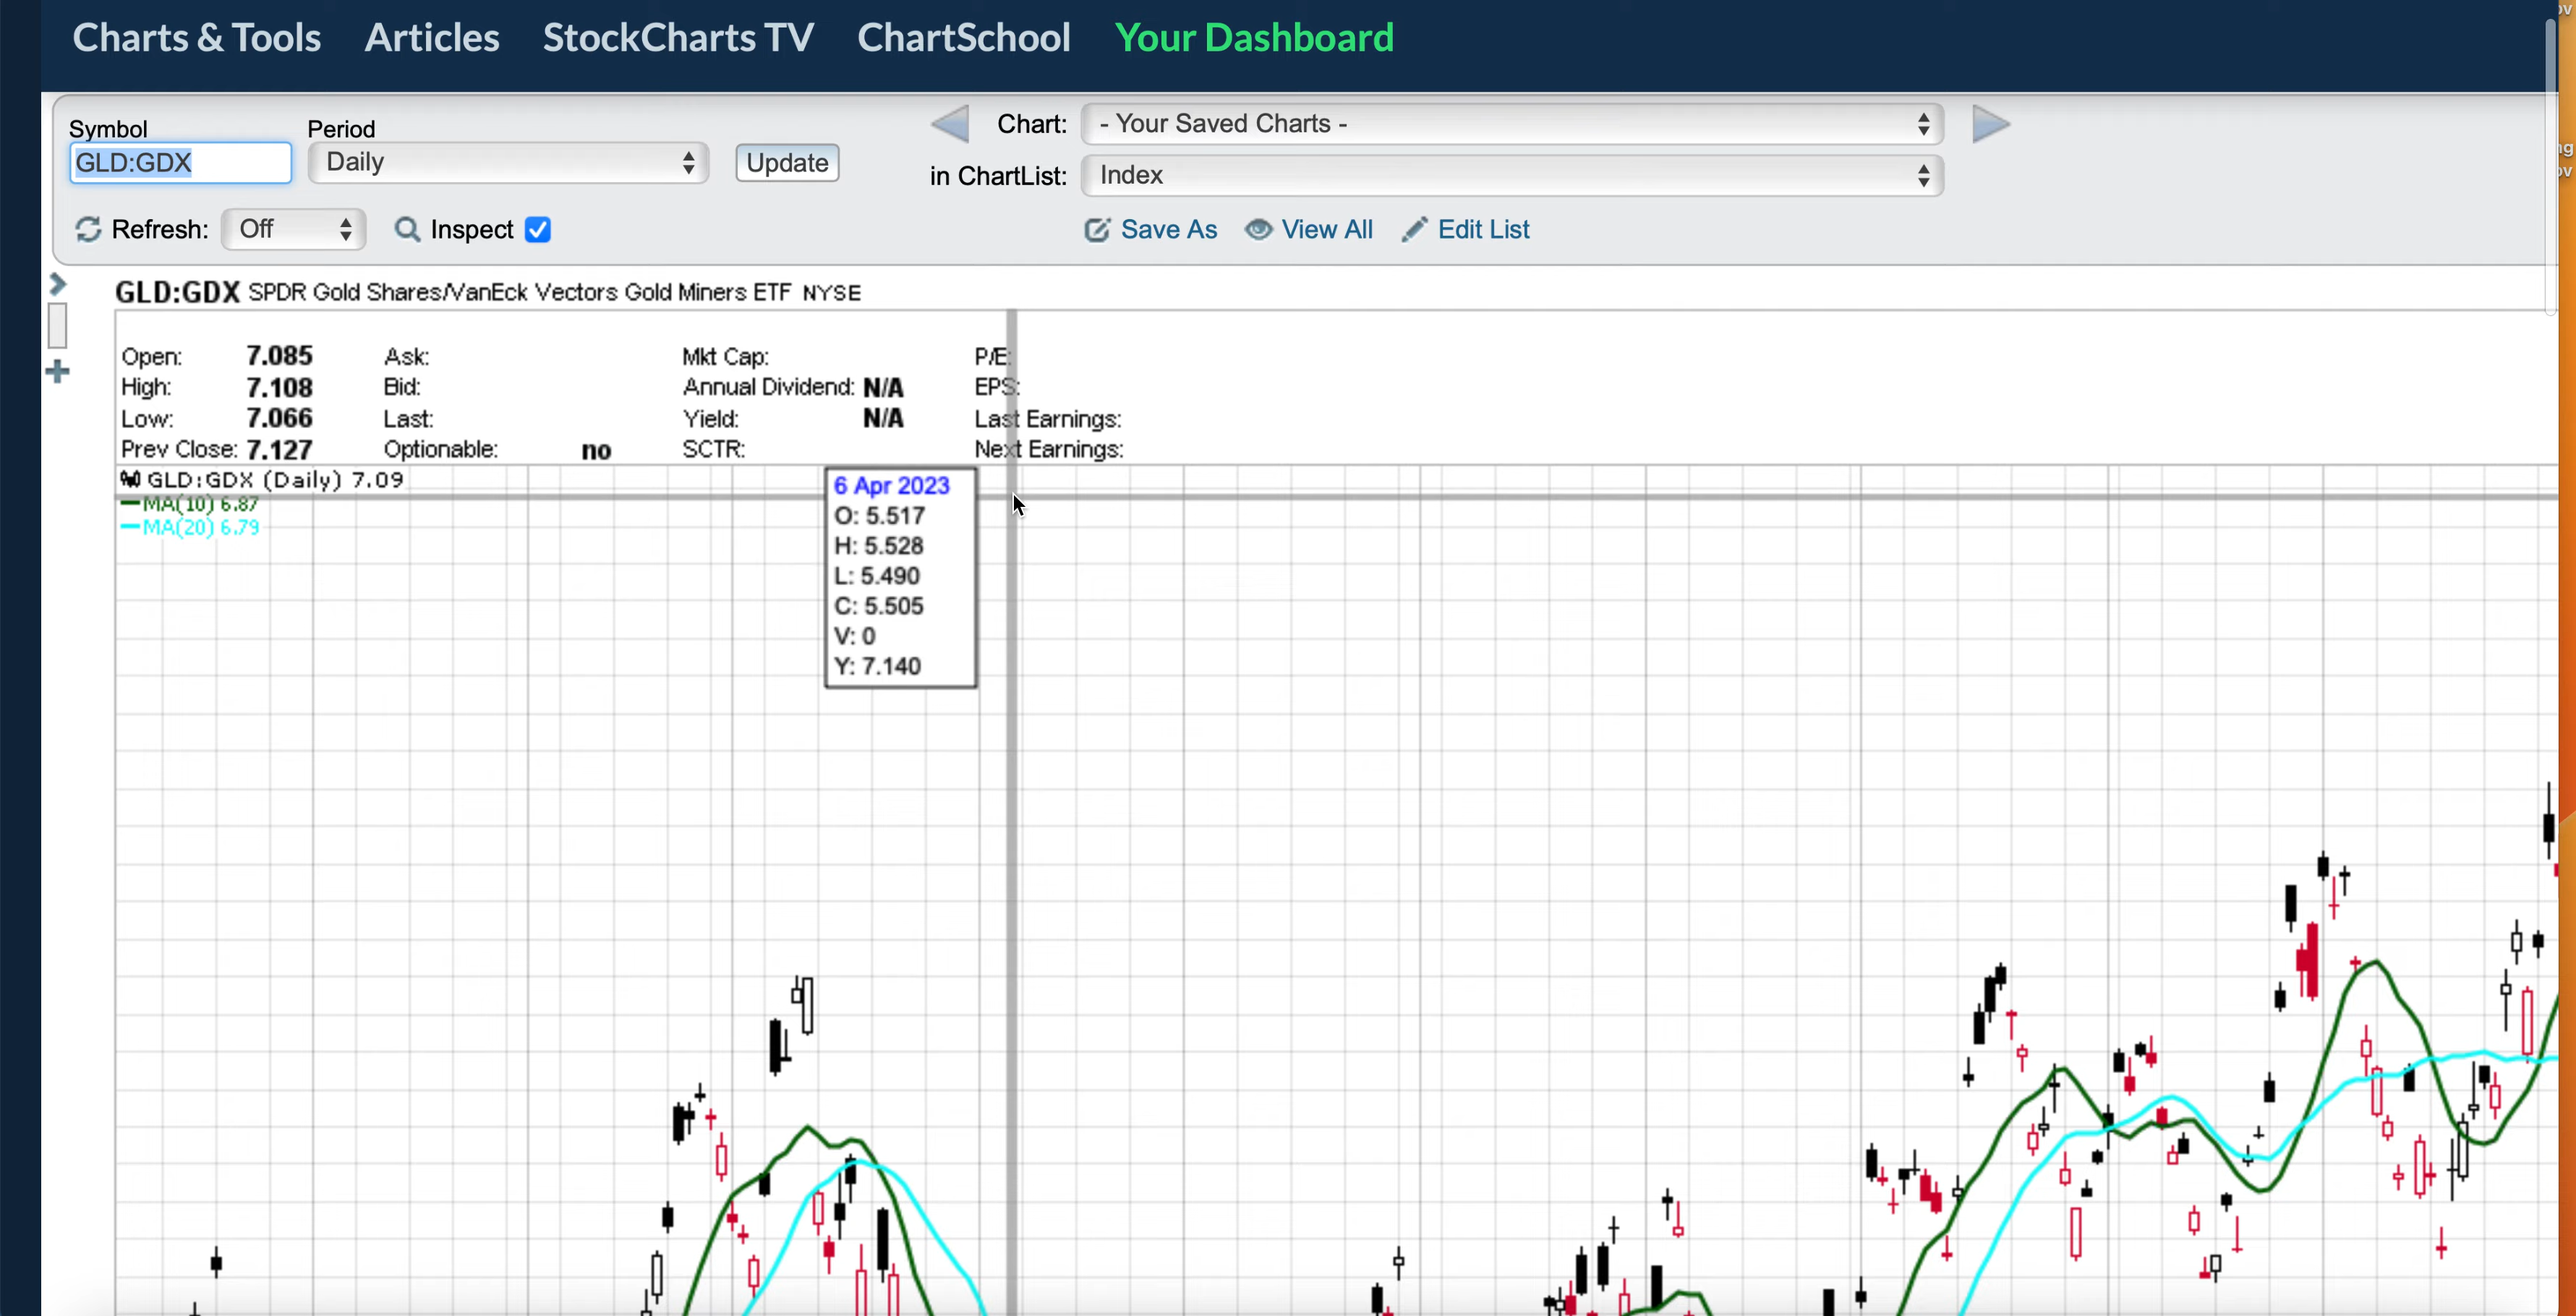 Charts & Tools Articles StockCharts TV ChartSchool Your Dashboard
Symbol Period Chart: - Your Saved Charts -
GLD:GDX Daily Update
in ChartList: Index
Refresh: Off Inspect Save As View All Edit List
GLD:GDX SPDR Gold Shares/VanEck Vectors Gold Miners ETF NYSE
Open: 7.085 Ask: Mkt Cap: P/E:
High: 7.108 Bid: Annual Dividend: N/A EPS:
Low: 7.066 Last: Yield: N/A Last Earnings:
Prev Close: 7.127 Optionable: no SCTR: Next Earnings:
GLD:GDX (Daily) 7.09
MA(10) 6.87
MA(20) 6.79
6 Apr 2023
O: 5.517
H: 5.528
L: 5.490
C: 5.505
V: 0
Y: 7.140